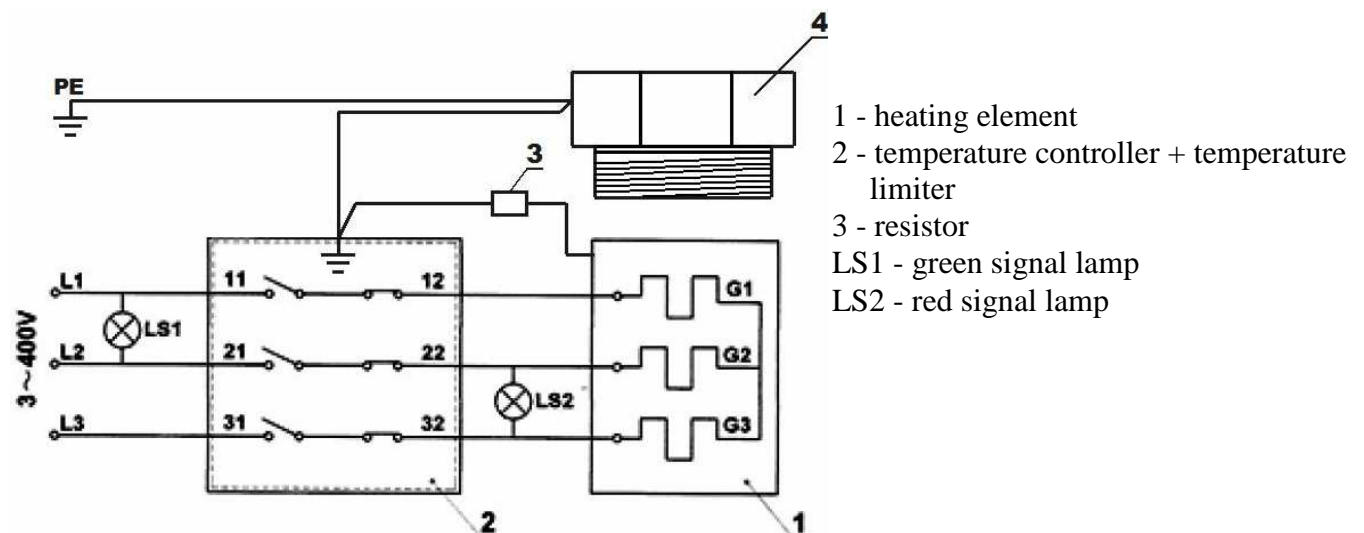 4
PE
1 - heating element
2 - temperature controller + temperature
limiter
3
3 - resistor
LS1 - green signal lamp
LS2 - red signal lamp
L1
11
12
G1
LS1
3~400V
L2
21
22
G2
LS2
L3
31
32
G3
2
1